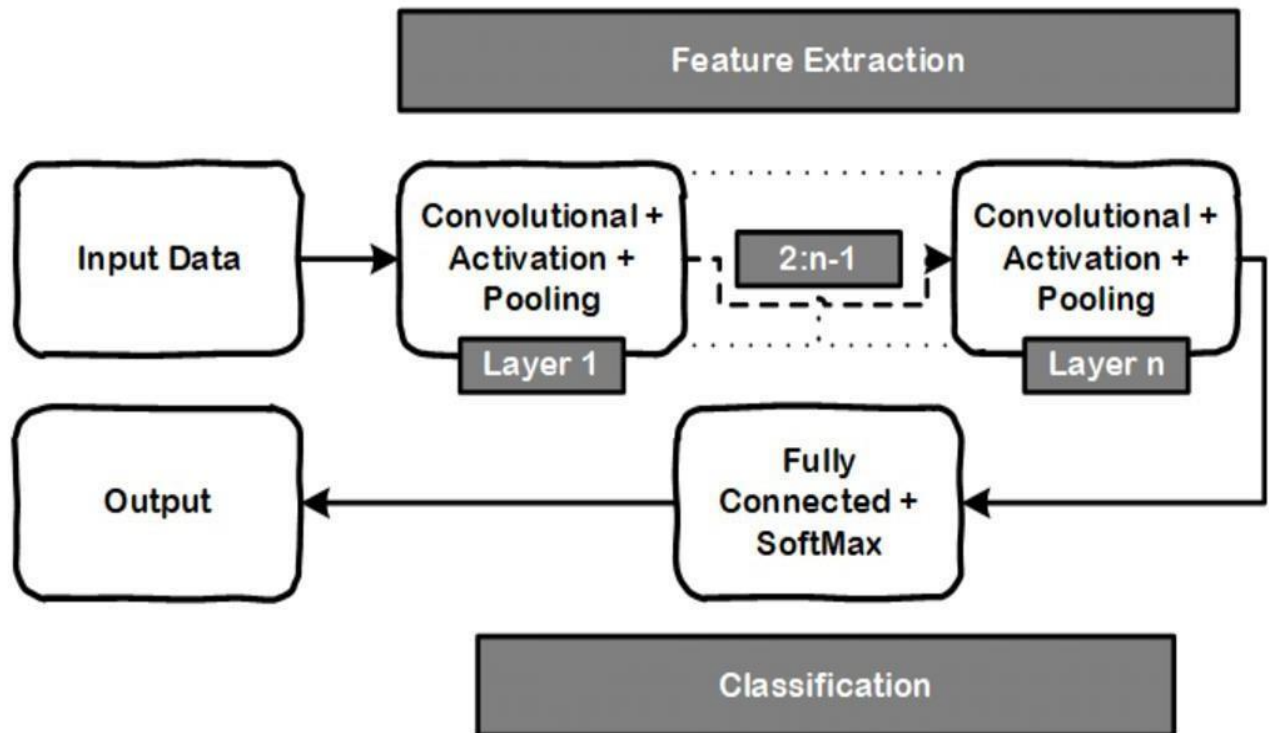 Feature Extraction
Input Data
Convolutional +
Activation +
Pooling
Layer 1
2:n-1
Convolutional +
Activation +
Pooling
Layer n
Fully
Connected +
SoftMax
Output
Classification